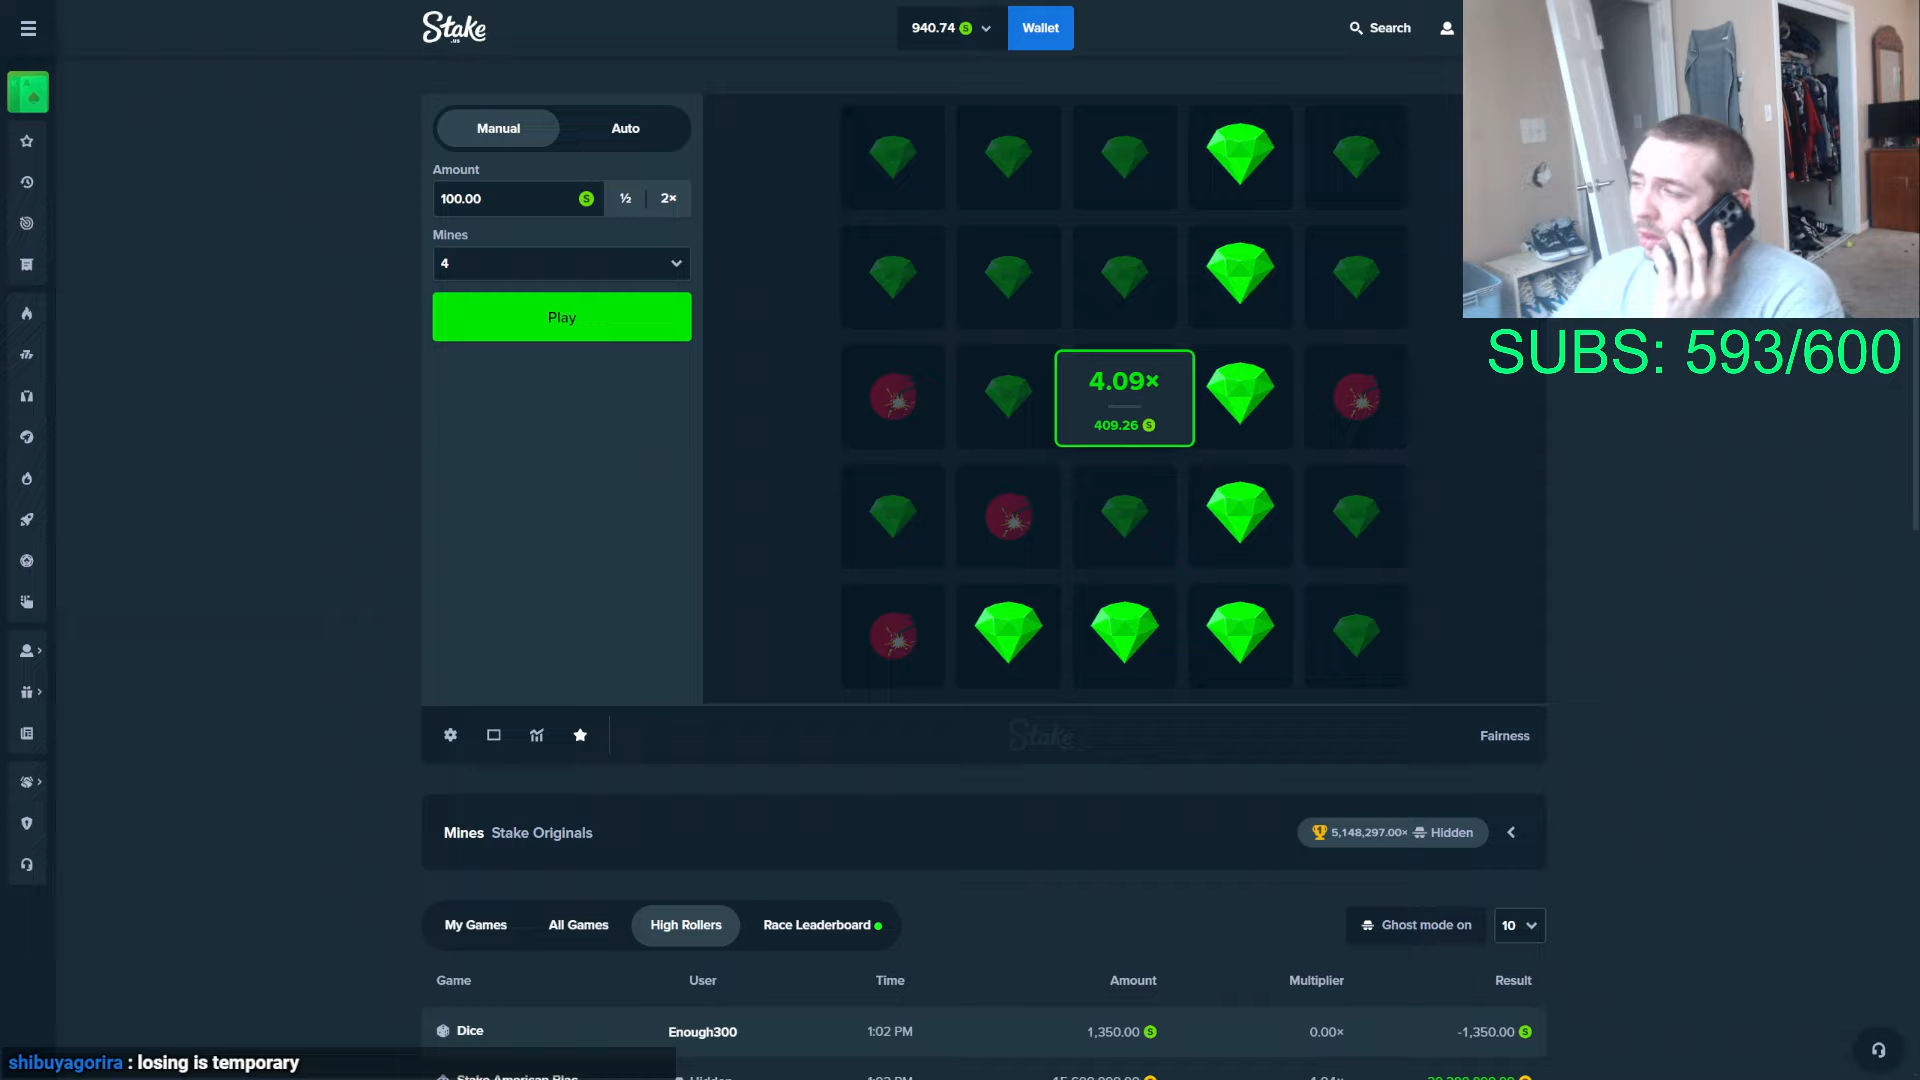 Stake
.us
940.74
Wallet
Search
Manual
Auto
Amount
100.00
½
2×
Mines
4
Play
4.09×
409.26
SUBS: 593/600
Stake
Fairness
Mines Stake Originals
5,148,297.00× Hidden
My Games
All Games
High Rollers
Race Leaderboard
Ghost mode on
10
Game
User
Time
Amount
Multiplier
Result
Dice
Enough300
1:02 PM
1,350.00
0.00×
-1,350.00
shibuyagorira : losing is temporary